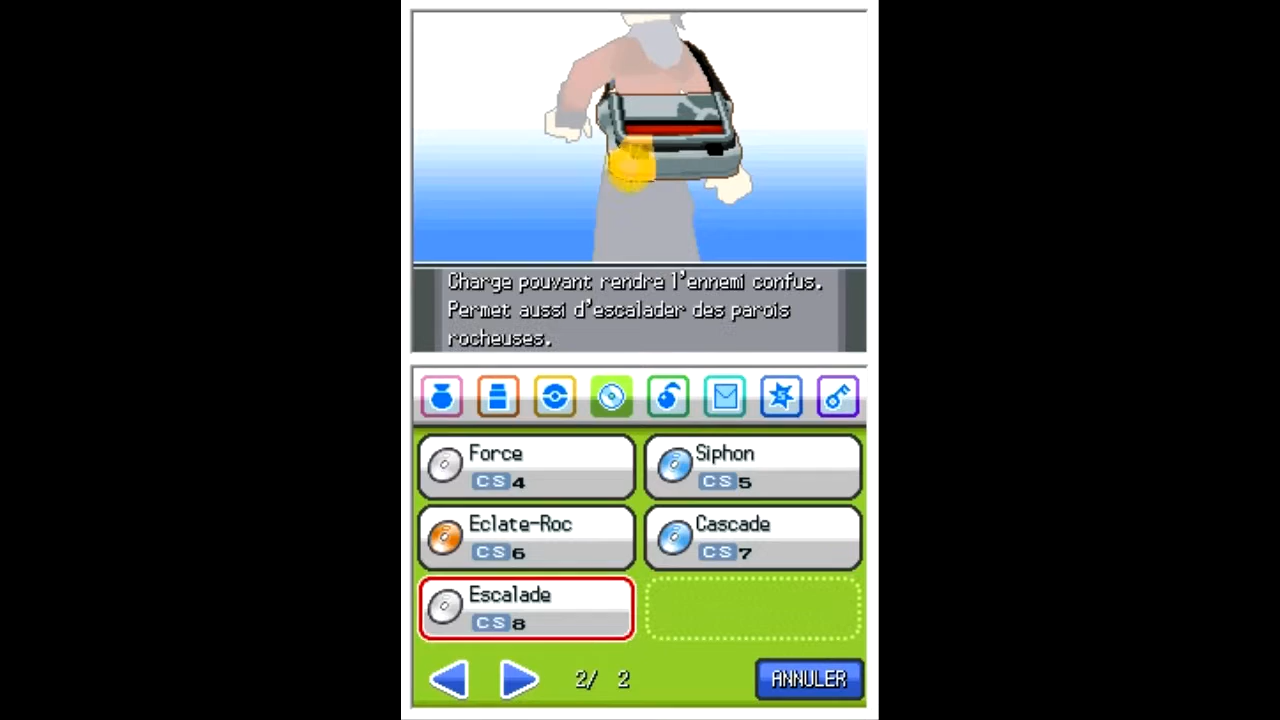 Charge pouvant rendre l'ennemi confus.
Permet aussi d'escalader des parois
rocheuses.
Force
CS 4
Siphon
CS 5
Eclate-Roc
CS 6
Cascade
CS 7
Escalade
CS 8
2/ 2
ANNULER